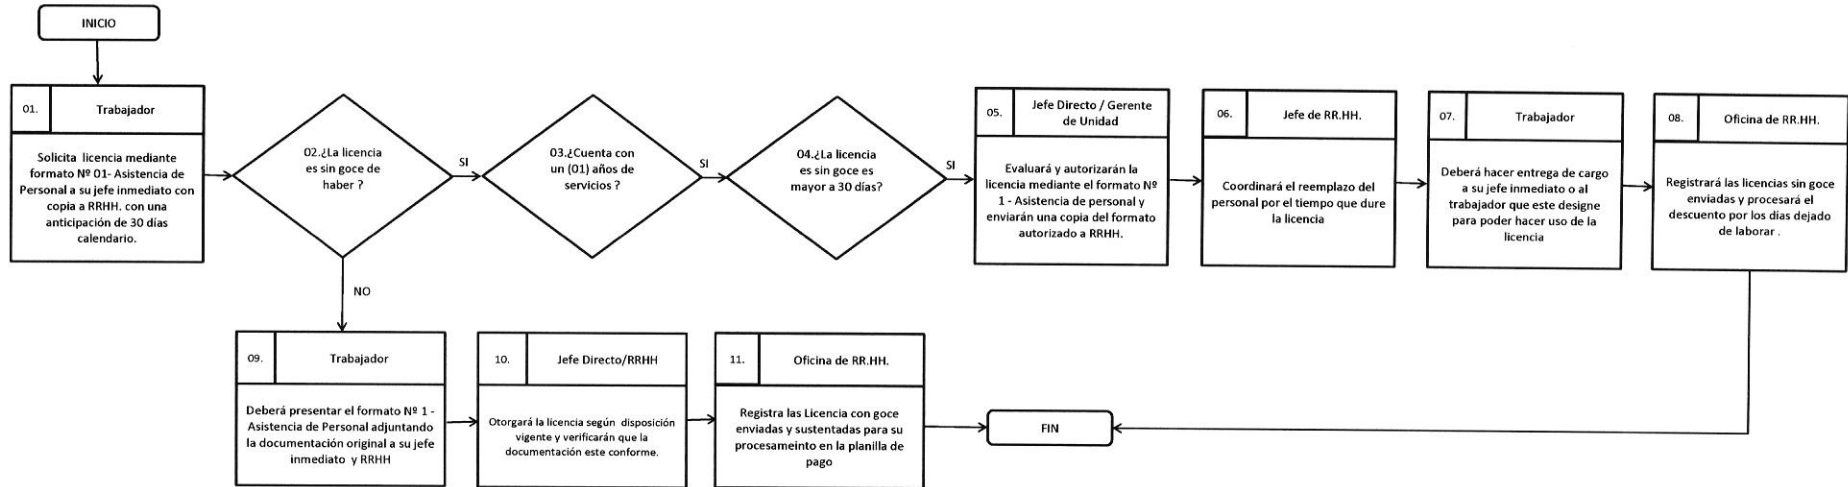 INICIO
01.
Trabajador
Solicita licencia mediante
formato Nº 01- Asistencia de
Personal a su jefe inmediato con
copia a RRHH. con una
anticipación de 30 días
calendario.
02.¿La licencia
es sin goce de
haber ?
SI
03.¿Cuenta con
un (01) años de
servicios ?
SI
04.¿La licencia
es sin goce es
mayor a 30 días?
SI
05.
Jefe Directo / Gerente
de Unidad
Evaluará y autorizarán la
licencia mediante el formato Nº
1 - Asistencia de personal y
enviarán una copia del formato
autorizado a RRHH.
06.
Jefe de RR.HH.
Coordinará el reemplazo del
personal por el tiempo que dure
la licencia
07.
Trabajador
Deberá hacer entrega de cargo
a su jefe inmediato o al
trabajador que este designe
para poder hacer uso de la
licencia
08.
Oficina de RR.HH.
Registrará las licencias sin goce
enviadas y procesará el
descuento por los días dejado
de laborar .
NO
09.
Trabajador
Deberá presentar el formato Nº 1 -
Asistencia de Personal adjuntando
la documentación original a su jefe
inmediato y RRHH
10.
Jefe Directo/RRHH
Otorgará la licencia según disposición
vigente y verificarán que la
documentación este conforme.
11.
Oficina de RR.HH.
Registra las Licencia con goce
enviadas y sustentadas para su
procesameinto en la planilla de
pago
FIN